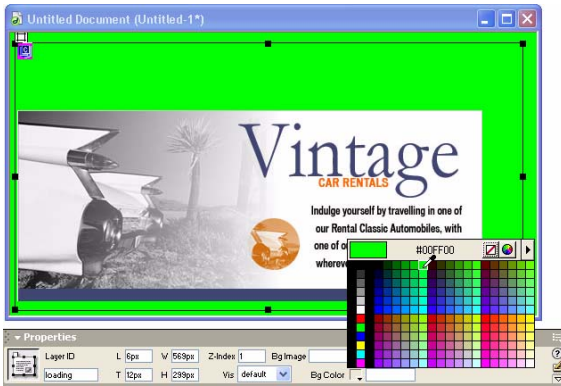 Untitled Document (Untitled-1*)
Vintage
CAR RENTALS
Indulge yourself by travelling in one of
our Rental Classic Automobiles, with
one of o
wherev
#00FF00
Properties
Layer ID L 6px W 569px Z-Index 1 Bg Image
loading T 12px H 299px Vis default Bg Color